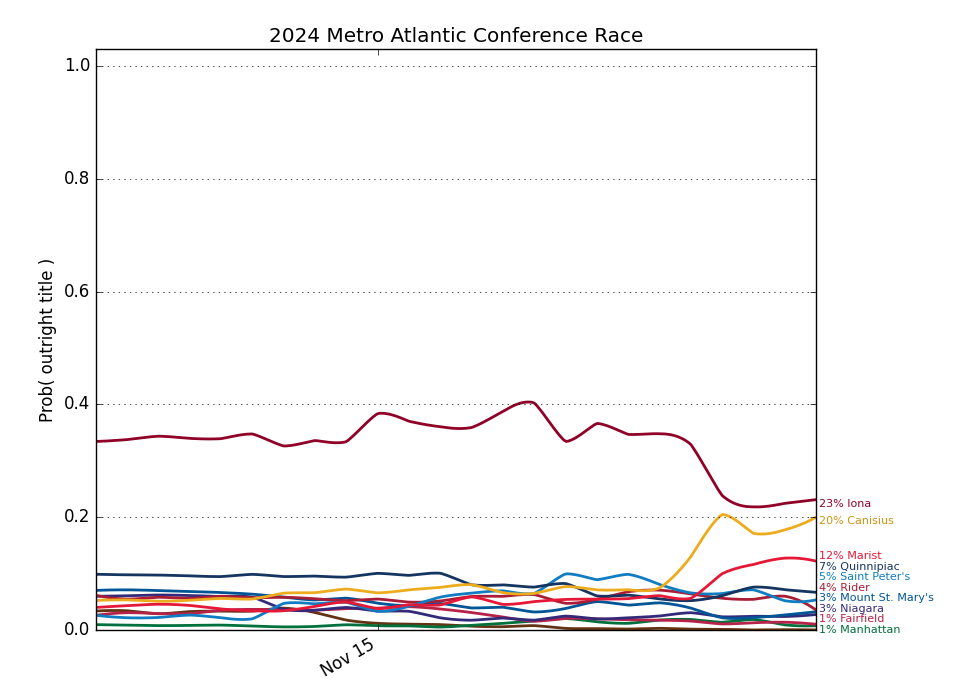 2024 Metro Atlantic Conference Race
1.0
0.8
0.6
0.4
0.2
0.0
Prob( outright title )
Nov 15
23% Iona
20% Canisius
12% Marist
7% Quinnipiac
5% Saint Peter's
4% Rider
3% Mount St. Mary's
3% Niagara
1% Fairfield
1% Manhattan